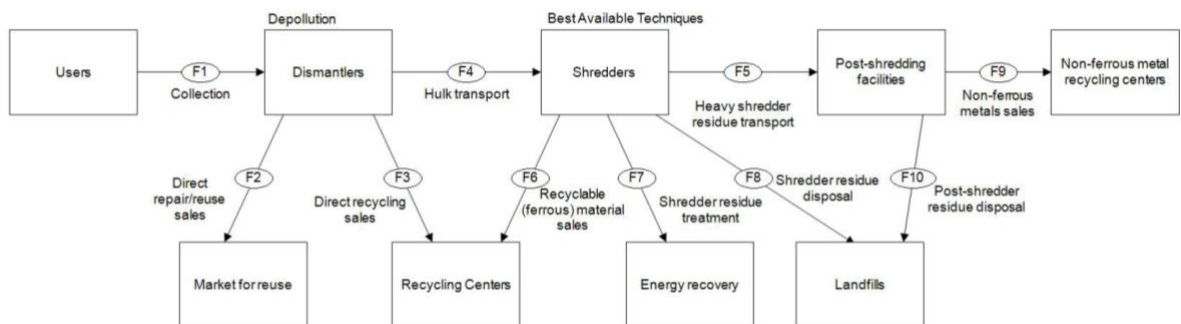 Depollution
Best Available Techniques
Users
F1
Collection
Dismantlers
F4
Hulk transport
Shredders
F5
Heavy shredder
residue transport
Post-shredding
facilities
F9
Non-ferrous
metals sales
Non-ferrous metal
recycling centers
F2
Direct
repair/reuse
sales
F3
Direct recycling
sales
F6
Recyclable
(ferrous) material
sales
F7
Shredder residue
treatment
F8
Shredder residue
disposal
F10
Post-shredder
residue disposal
Market for reuse
Recycling Centers
Energy recovery
Landfills